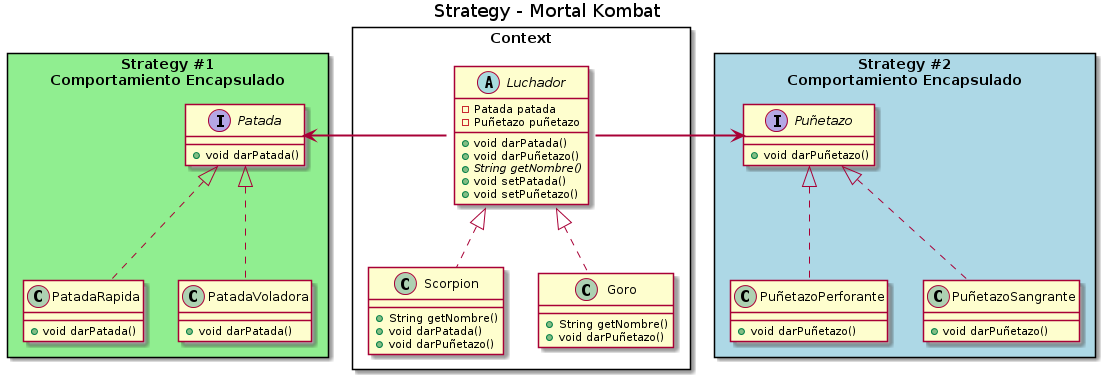 Strategy - Mortal Kombat
Strategy #1
Comportamiento Encapsulado
I Patada
void darPatada()
C PatadaRapida
void darPatada()
C PatadaVoladora
void darPatada()
Context
A Luchador
Patada patada
Puñetazo puñetazo
void darPatada()
void darPuñetazo()
String getNombre()
void setPatada()
void setPuñetazo()
C Scorpion
String getNombre()
void darPatada()
void darPuñetazo()
C Goro
String getNombre()
void darPuñetazo()
Strategy #2
Comportamiento Encapsulado
I Puñetazo
void darPuñetazo()
C PuñetazoPerforante
void darPuñetazo()
C PuñetazoSangrante
void darPuñetazo()